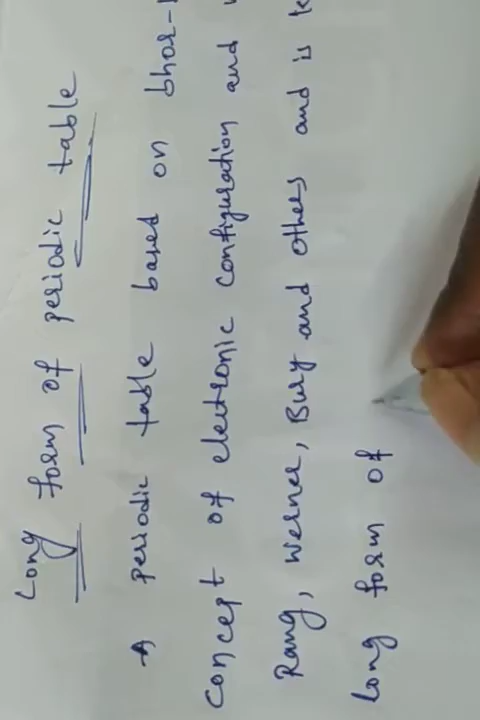 Long form of periodic table
A periodic table based on bhor-
concept of electronic configuration and
Rang, Werner, Bury and others and is
long form of